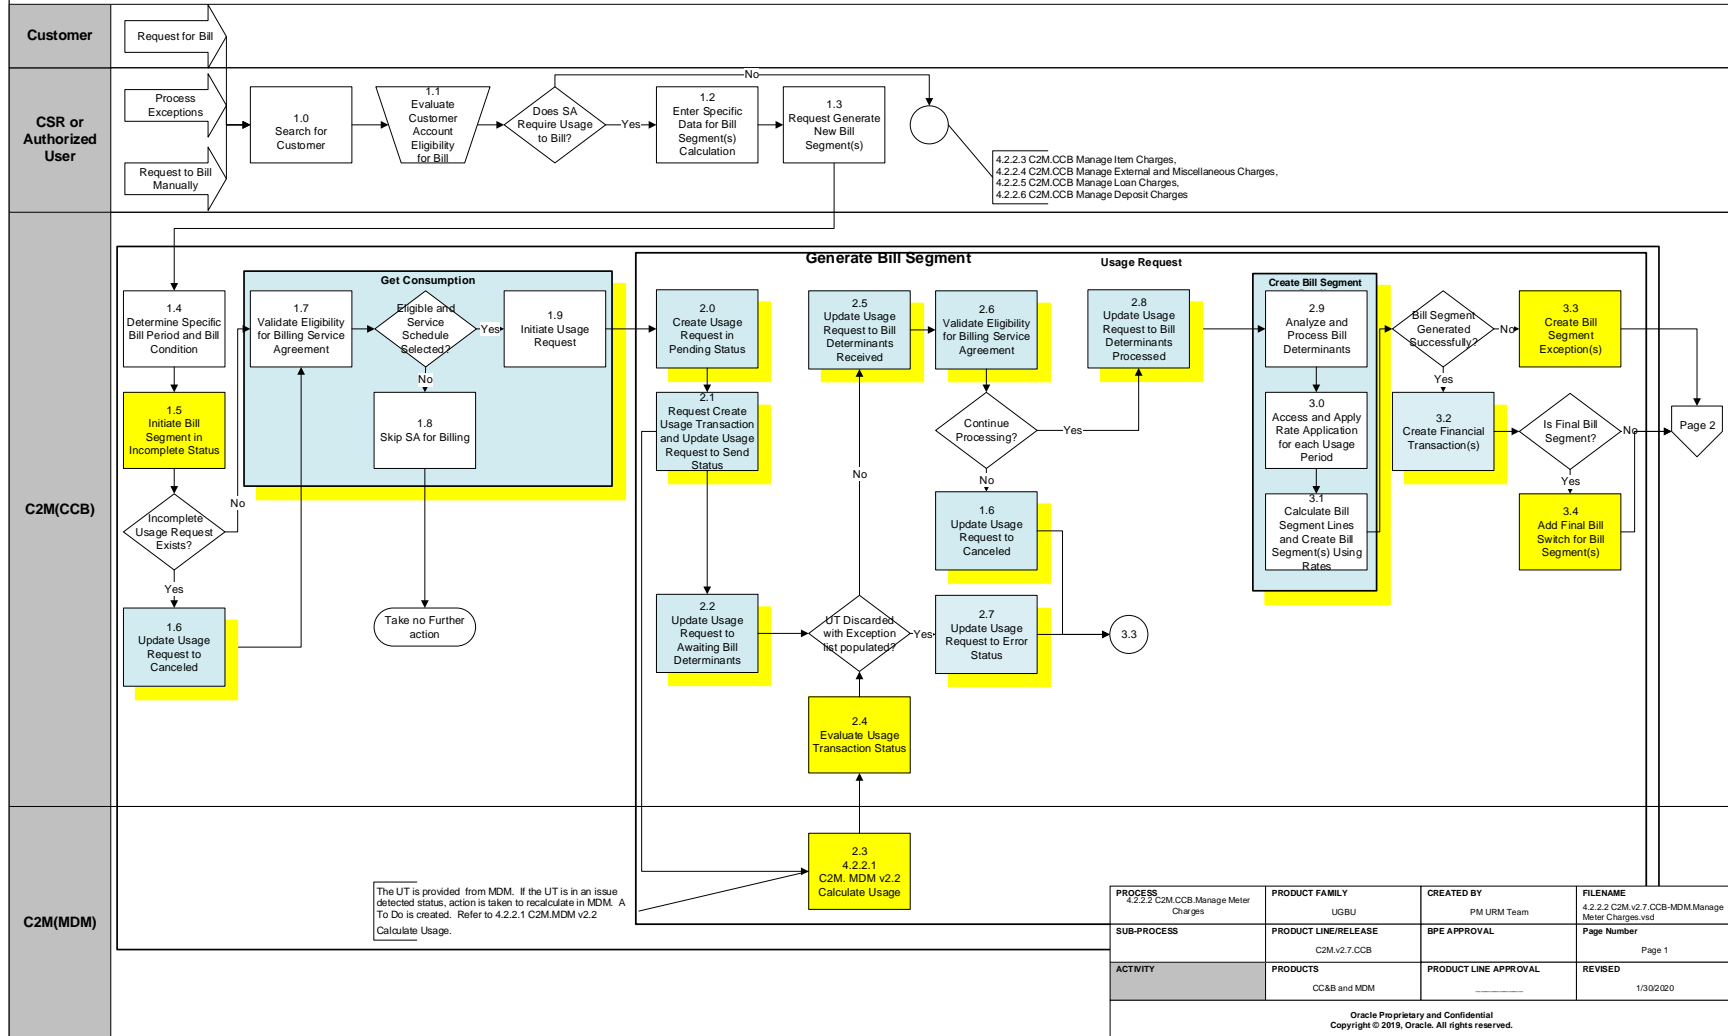 Customer
Request for Bill
CSR or
Authorized
User
Process
Exceptions
Request to Bill
Manually
1.0
Search for
Customer
1.1
Evaluate
Customer
Account
Eligibility
for Bill
Does SA
Require Usage
to Bill?
No
Yes
1.2
Enter Specific
Data for Bill
Segment(s)
Calculation
1.3
Request Generate
New Bill
Segment(s)
4.2.2.3 C2M.CCB Manage Item Charges,
4.2.2.4 C2M.CCB Manage External and Miscellaneous Charges,
4.2.2.5 C2M.CCB Manage Loan Charges,
4.2.2.6 C2M.CCB Manage Deposit Charges
C2M(CCB)
1.4
Determine Specific
Bill Period and Bill
Condition
1.5
Initiate Bill
Segment in
Incomplete Status
Incomplete
Usage Request
Exists?
No
Yes
1.6
Update Usage
Request to
Canceled
Get Consumption
1.7
Validate Eligibility
for Billing Service
Agreement
Eligible and
Service
Schedule
Selected?
Yes
No
1.9
Initiate Usage
Request
1.8
Skip SA for Billing
Take no Further
action
Generate Bill Segment
Usage Request
2.0
Create Usage
Request in
Pending Status
2.1
Request Create
Usage Transaction
and Update Usage
Request to Send
Status
2.2
Update Usage
Request to
Awaiting Bill
Determinants
2.5
Update Usage
Request to Bill
Determinants
Received
No
UT Discarded
with Exception
list populated?
Yes
2.4
Evaluate Usage
Transaction Status
2.6
Validate Eligibility
for Billing Service
Agreement
Continue
Processing?
Yes
No
1.6
Update Usage
Request to
Canceled
2.7
Update Usage
Request to Error
Status
3.3
2.8
Update Usage
Request to Bill
Determinants
Processed
Create Bill Segment
2.9
Analyze and
Process Bill
Determinants
3.0
Access and Apply
Rate Application
for each Usage
Period
3.1
Calculate Bill
Segment Lines
and Create Bill
Segment(s) Using
Rates
Bill Segment
Generated
Successfully?
No
Yes
3.3
Create Bill
Segment
Exception(s)
3.2
Create Financial
Transaction(s)
Is Final Bill
Segment?
No
Yes
3.4
Add Final Bill
Switch for Bill
Segment(s)
Page 2
C2M(MDM)
2.3
4.2.2.1
C2M. MDM v2.2
Calculate Usage
The UT is provided from MDM. If the UT is in an issue
detected status, action is taken to recalculate in MDM. A
To Do is created. Refer to 4.2.2.1 C2M.MDM v2.2
Calculate Usage.
PROCESS
4.2.2.2 C2M.CCB.Manage Meter
Charges
PRODUCT FAMILY
UGBU
CREATED BY
PM URM Team
FILENAME
4.2.2.2 C2M.v2.7.CCB-MDM.Manage
Meter Charges.vsd
SUB-PROCESS
PRODUCT LINE/RELEASE
C2M.v2.7.CCB
BPE APPROVAL
Page Number
Page 1
ACTIVITY
PRODUCTS
CC&B and MDM
PRODUCT LINE APPROVAL
____________
REVISED
1/30/2020
Oracle Proprietary and Confidential
Copyright © 2019, Oracle. All rights reserved.